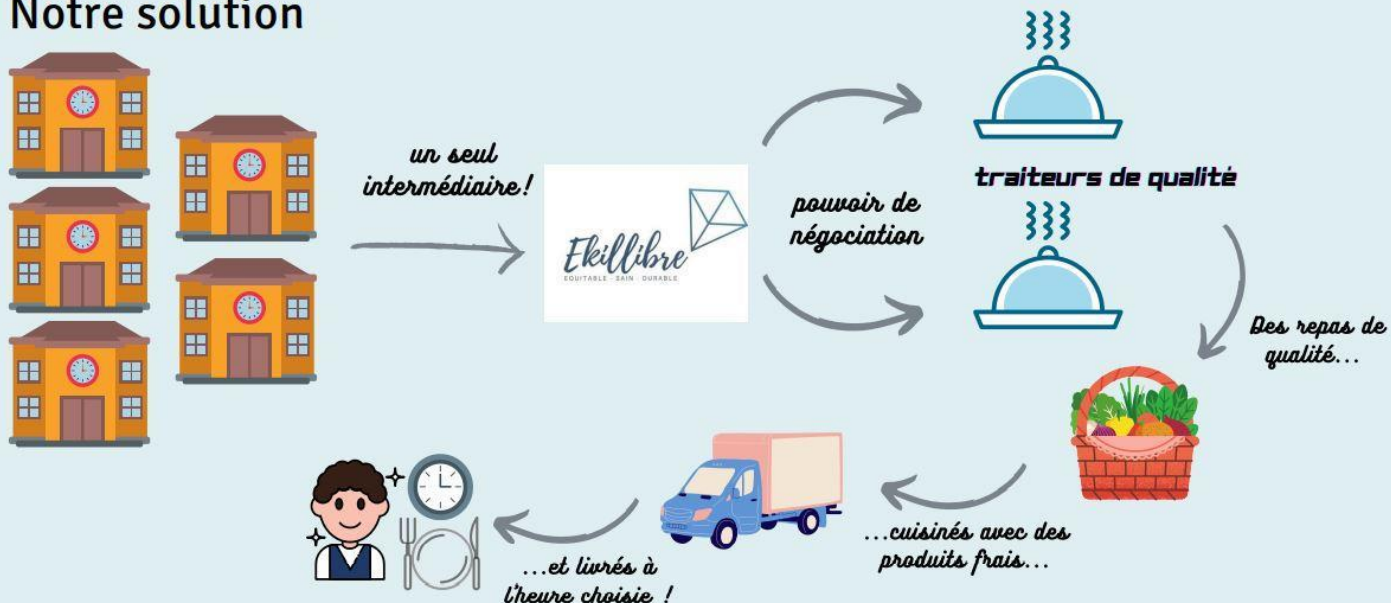 Notre solution
un seul
intermédiaire!
Ekillibre
EQUITABLE - SAIN - DURABLE
pouvoir de
négociation
traiteurs de qualité
Des repas de
qualité...
...cuisinés avec des
produits frais...
...et livrés à
l'heure choisie !